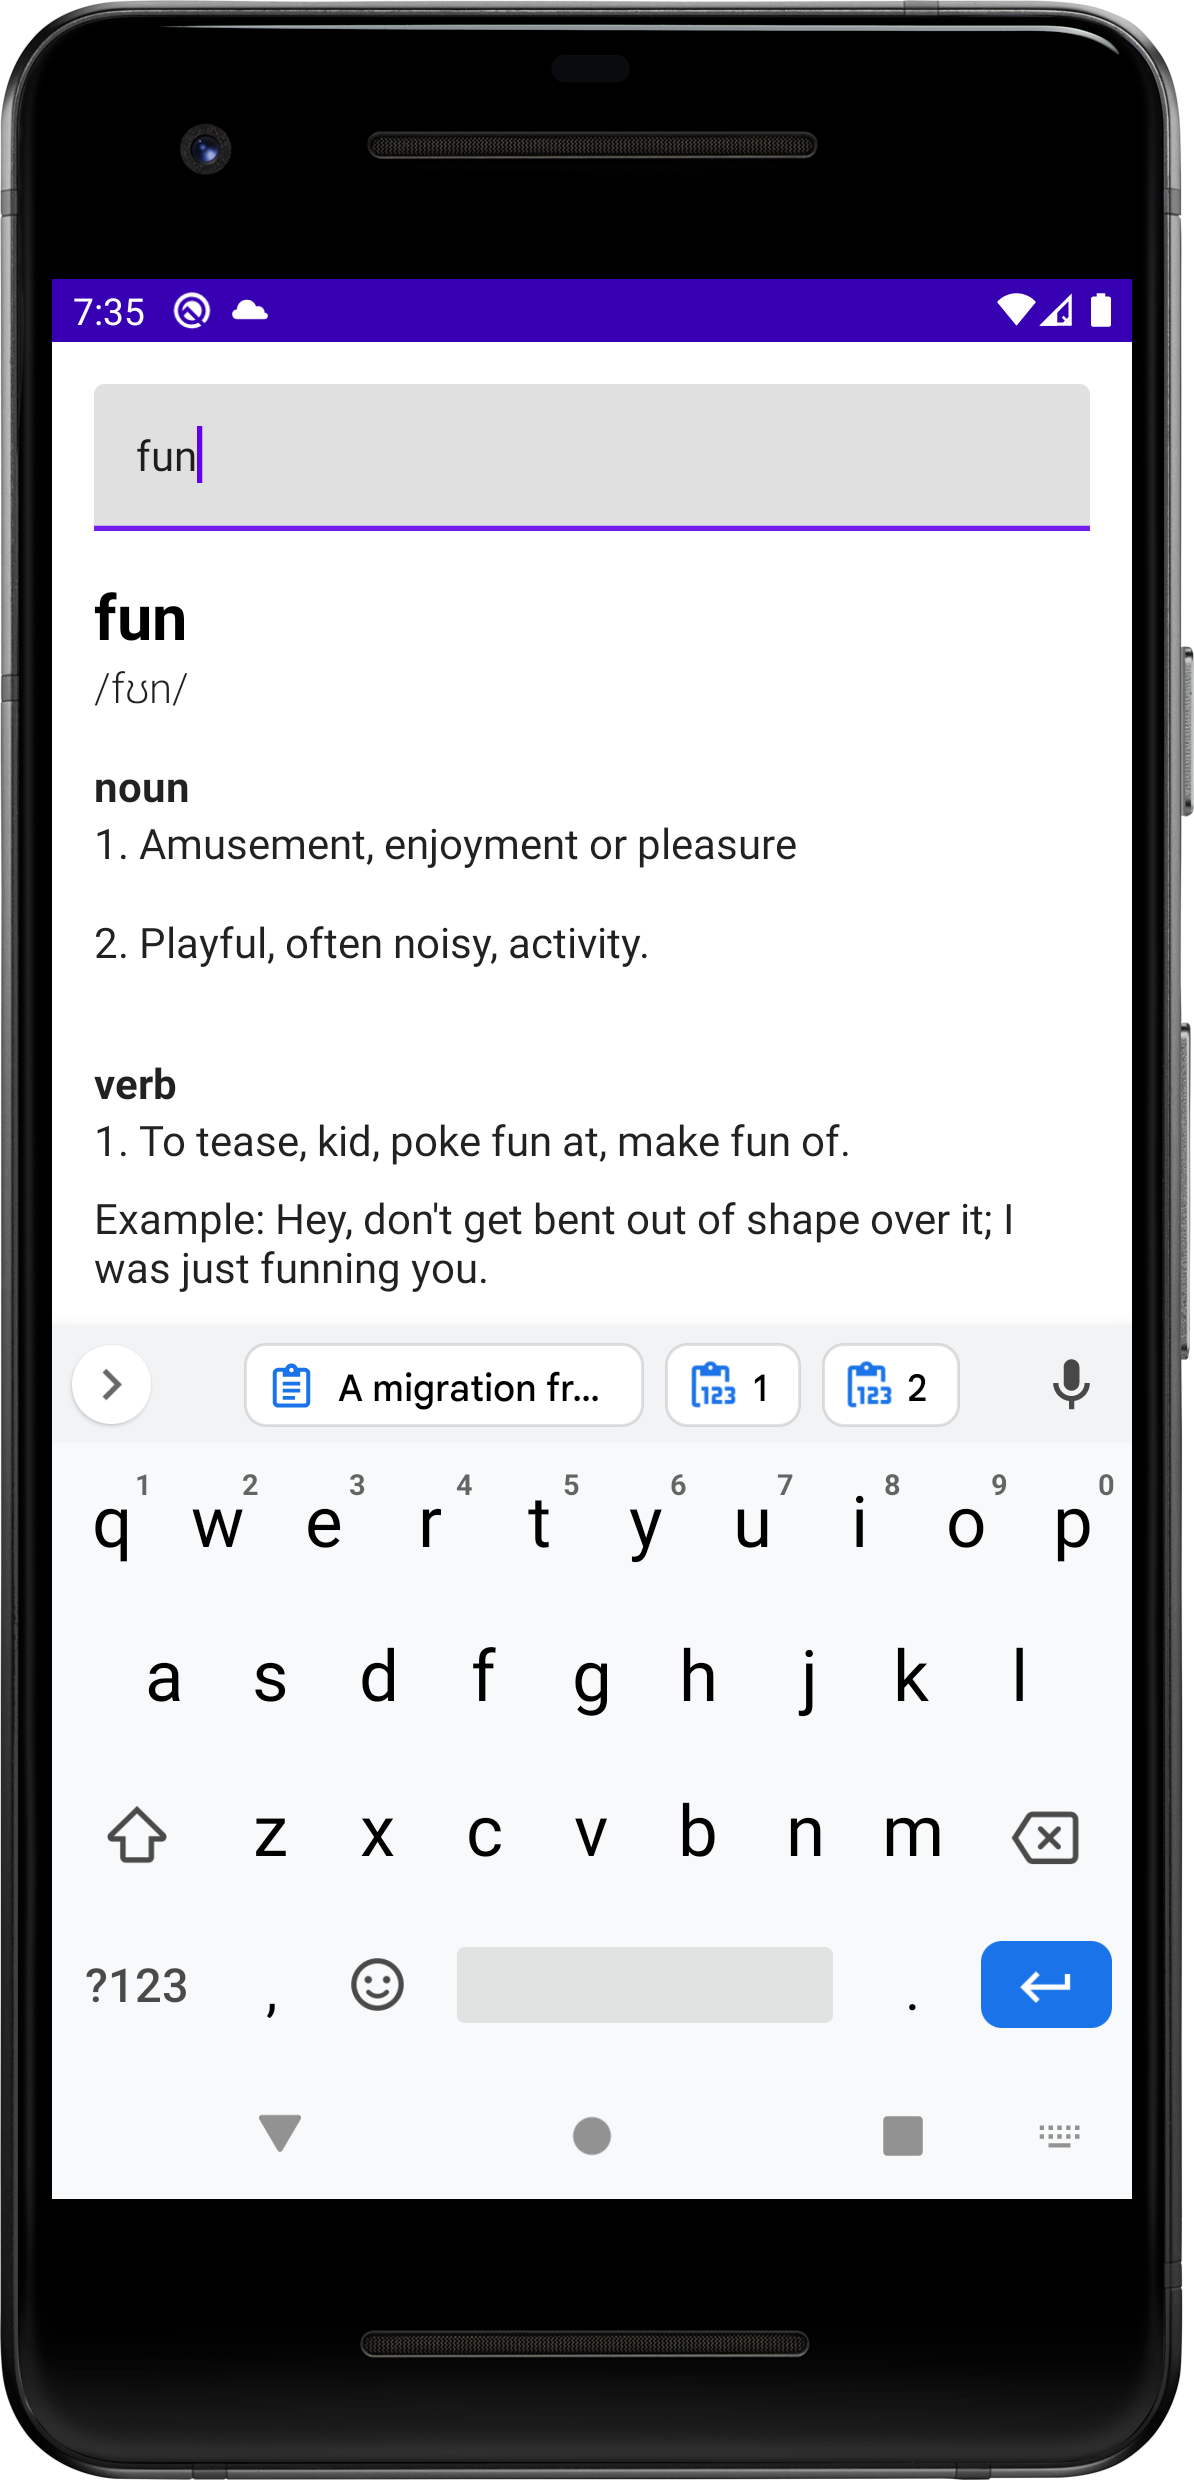 7:35
fun
fun
/fʊn/
noun
1. Amusement, enjoyment or pleasure
2. Playful, often noisy, activity.
verb
1. To tease, kid, poke fun at, make fun of.
Example: Hey, don't get bent out of shape over it; I
was just funning you.
A migration fr... 123 1 123 2
1 2 3 4 5 6 7 8 9 0
q w e r t y u i o p
a s d f g h j k l
z x c v b n m
?123 , .